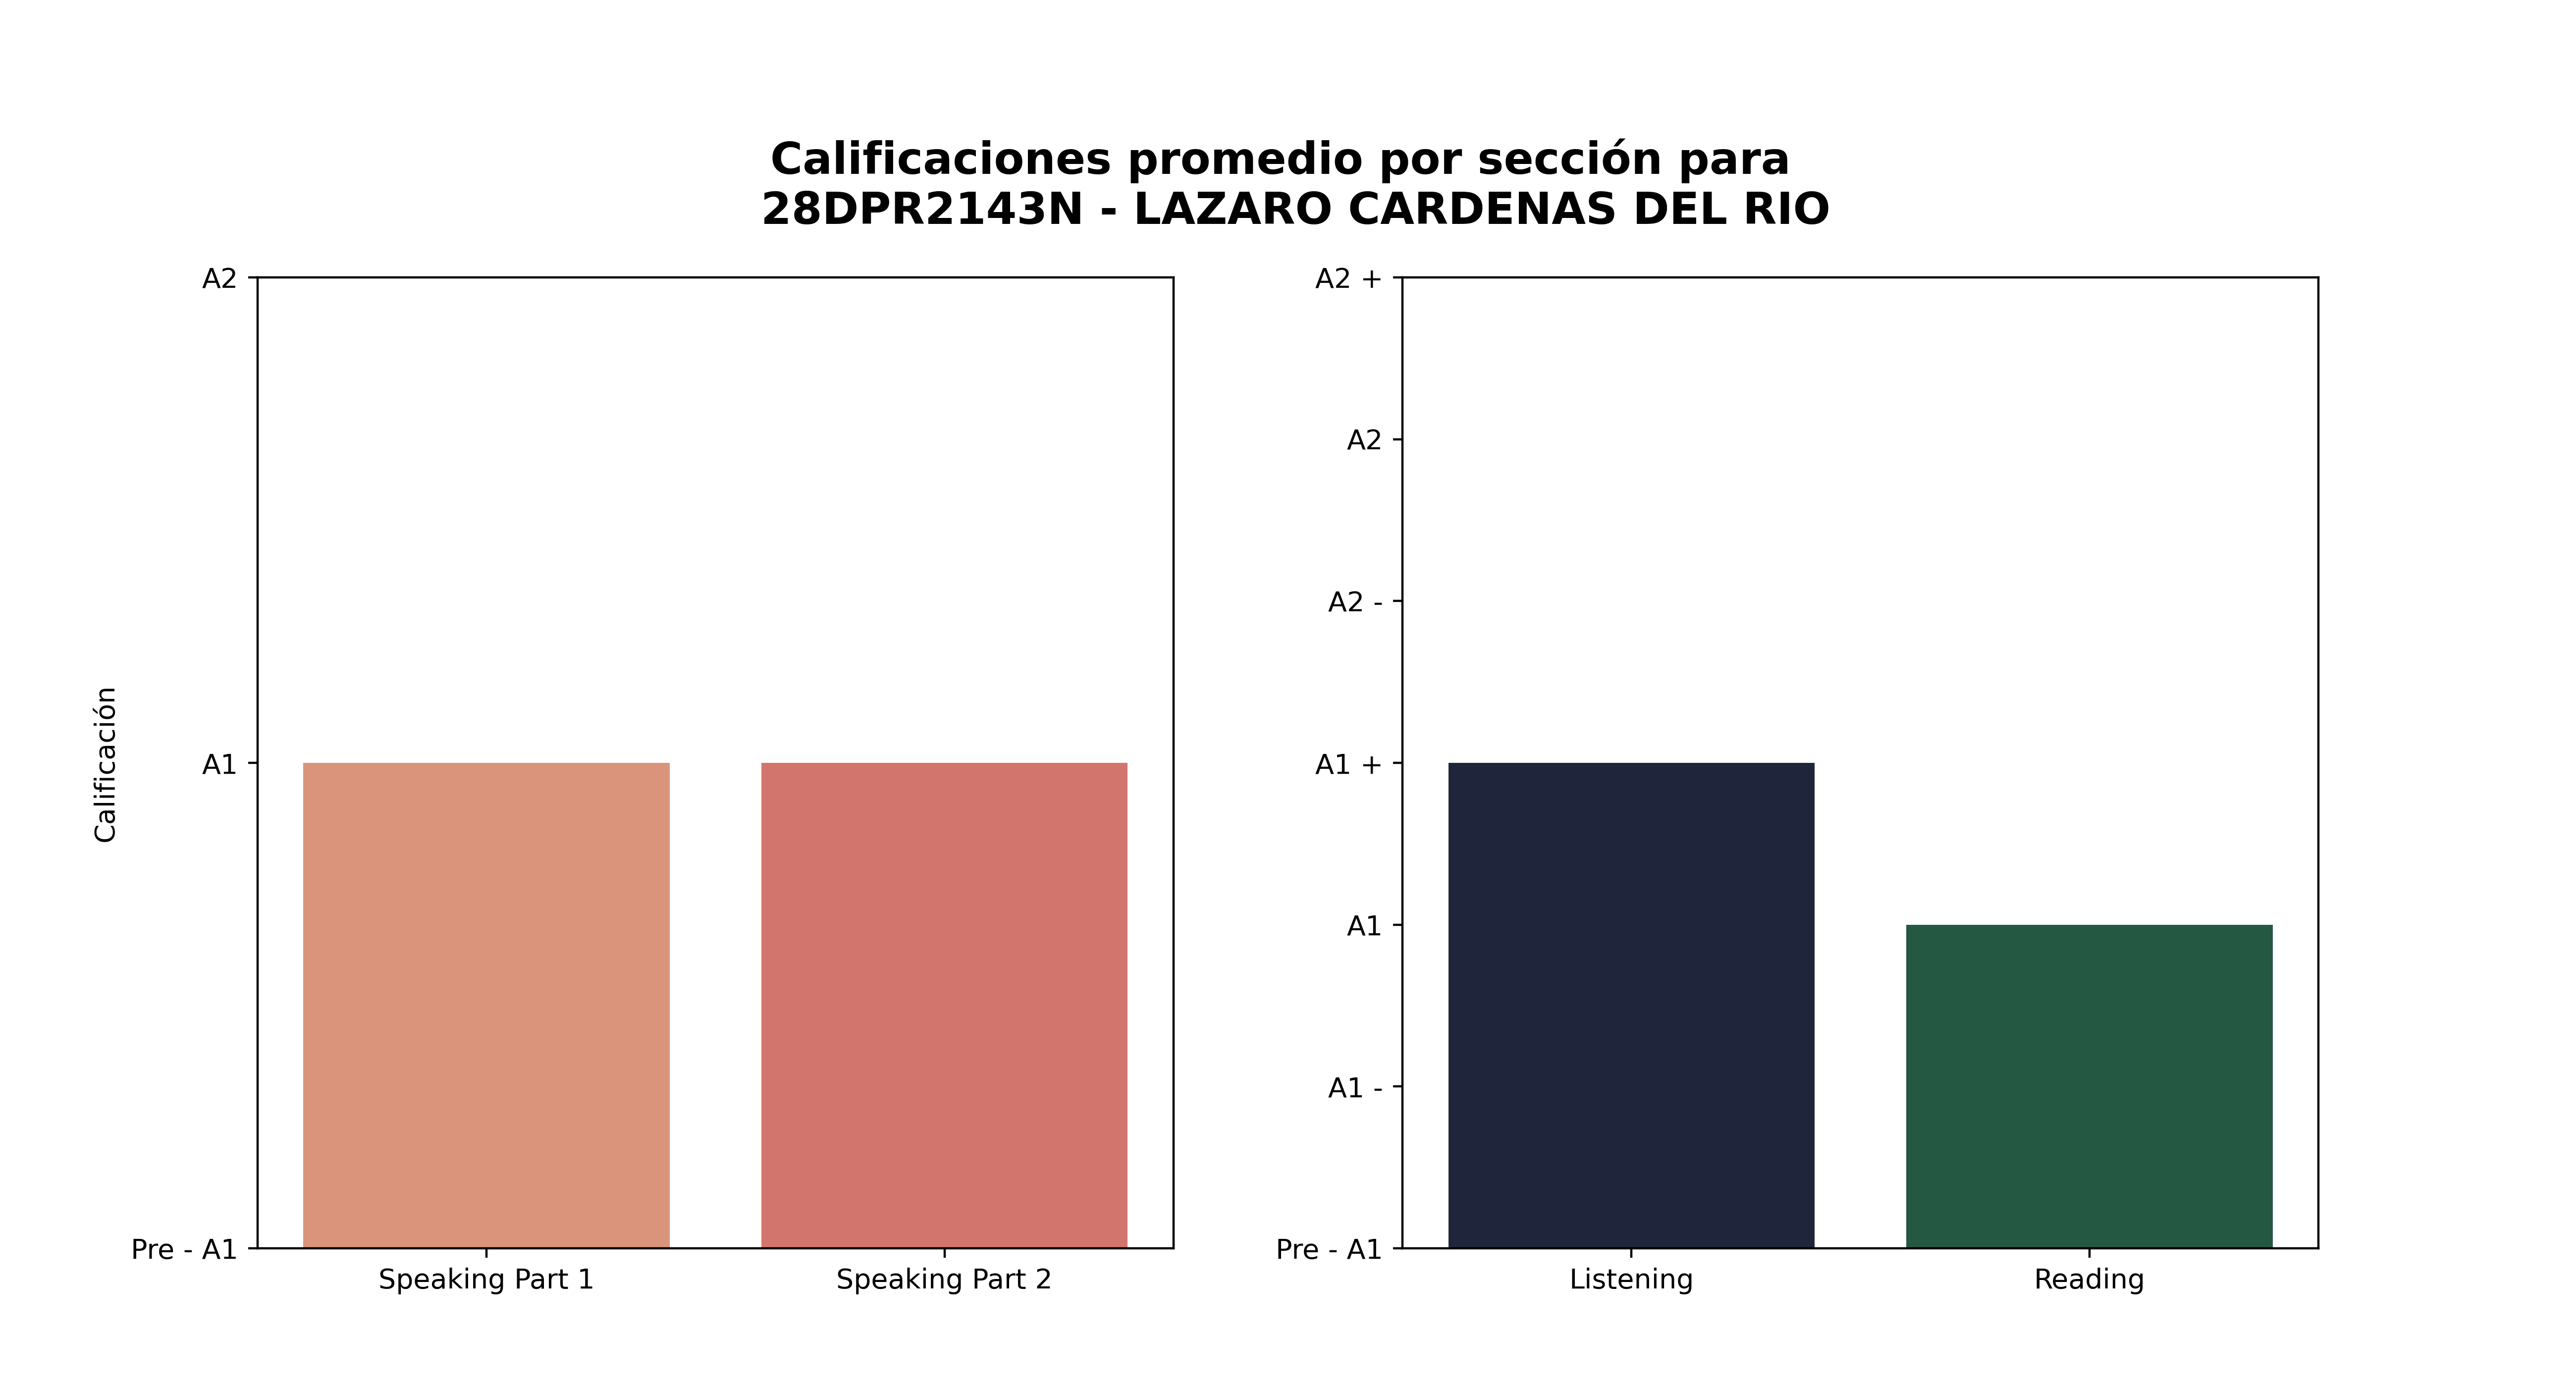 Calificaciones promedio por sección para
28DPR2143N - LAZARO CARDENAS DEL RIO
Calificación
A2
A1
Pre - A1
Speaking Part 1
Speaking Part 2
A2 +
A2
A2 -
A1 +
A1
A1 -
Pre - A1
Listening
Reading